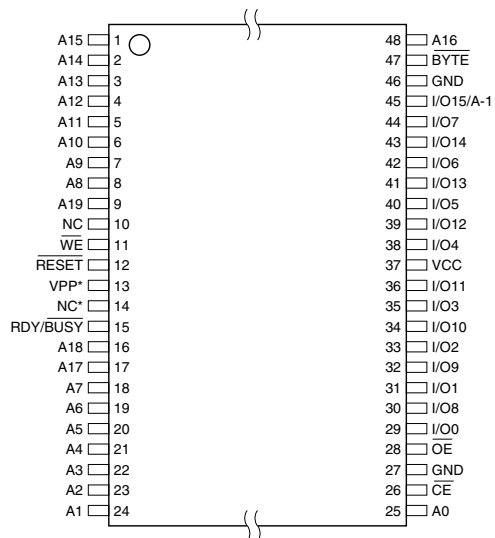 A15 1 48 A16
A14 2 47 BYTE
A13 3 46 GND
A12 4 45 I/O15/A-1
A11 5 44 I/O7
A10 6 43 I/O14
A9 7 42 I/O6
A8 8 41 I/O13
A19 9 40 I/O5
NC 10 39 I/O12
WE 11 38 I/O4
RESET 12 37 VCC
VPP* 13 36 I/O11
NC* 14 35 I/O3
RDY/BUSY 15 34 I/O10
A18 16 33 I/O2
A17 17 32 I/O9
A7 18 31 I/O1
A6 19 30 I/O8
A5 20 29 I/O0
A4 21 28 OE
A3 22 27 GND
A2 23 26 CE
A1 24 25 A0